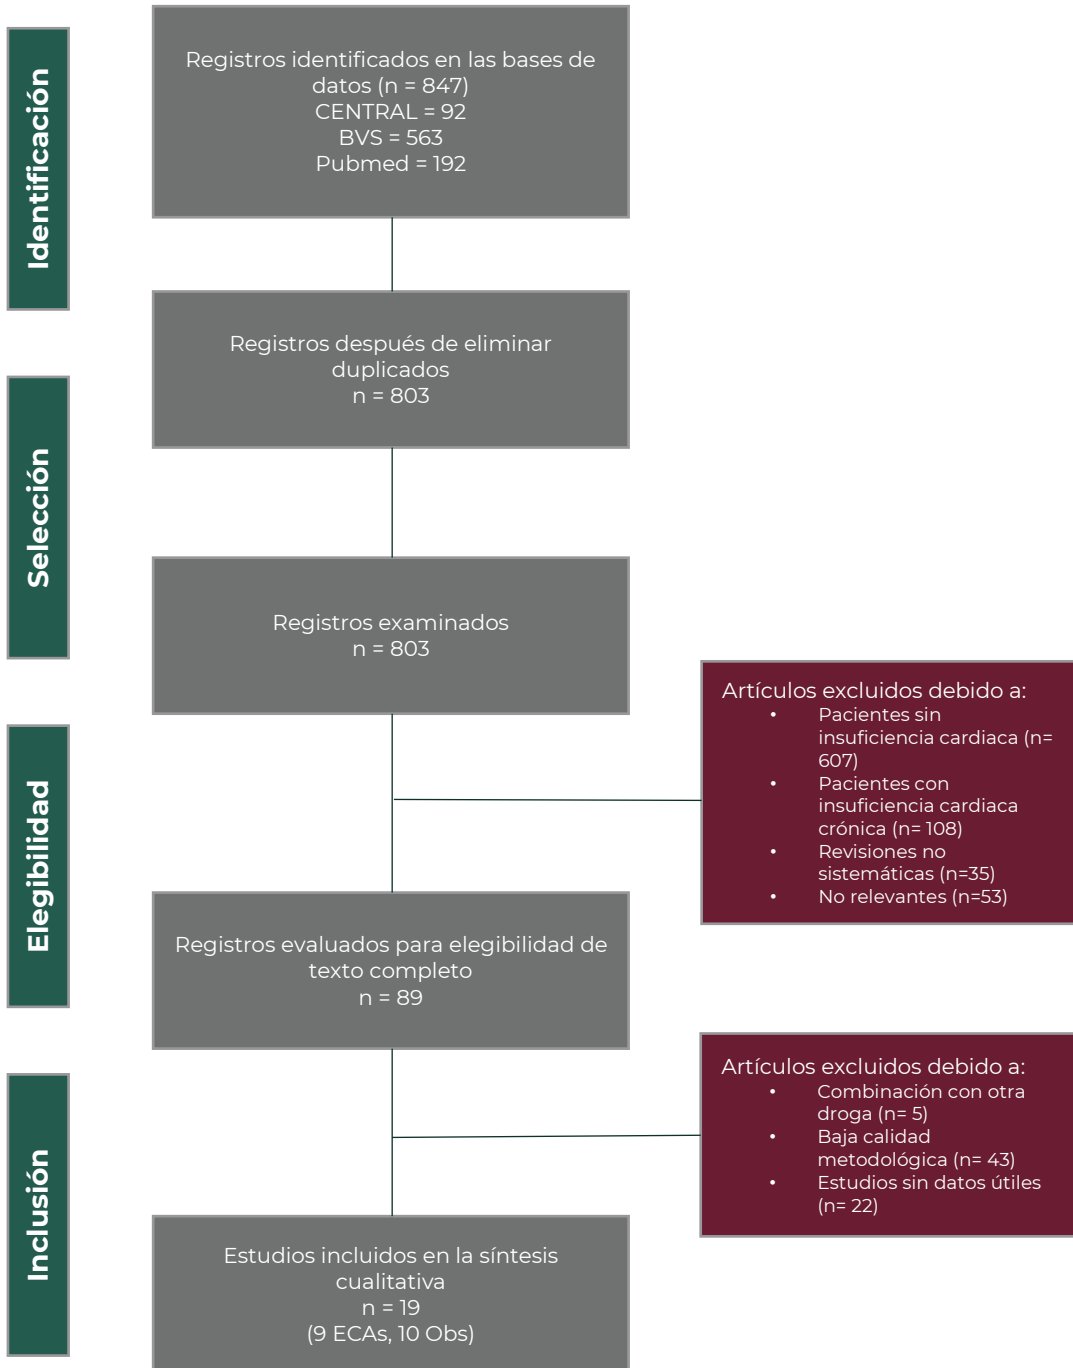 Identificación
Registros identificados en las bases de
datos (n = 847)
CENTRAL = 92
BVS = 563
Pubmed = 192
Registros después de eliminar
duplicados
n = 803
Selección
Registros examinados
n = 803
Artículos excluidos debido a:
• Pacientes sin
insuficiencia cardiaca (n=
607)
• Pacientes con
insuficiencia cardiaca
crónica (n= 108)
• Revisiones no
sistemáticas (n=35)
• No relevantes (n=53)
Elegibilidad
Registros evaluados para elegibilidad de
texto completo
n = 89
Artículos excluidos debido a:
• Combinación con otra
droga (n= 5)
• Baja calidad
metodológica (n= 43)
• Estudios sin datos útiles
(n= 22)
Inclusión
Estudios incluidos en la síntesis
cualitativa
n = 19
(9 ECAs, 10 Obs)